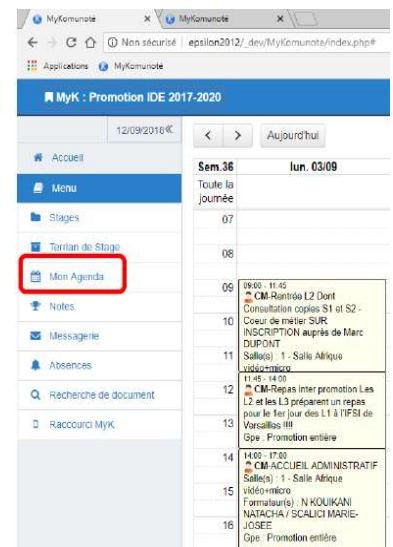 MyKomunoté
MyKomunoté
Non sécurisé epsilon2012/_dev/MyKomunote/index.php#
Applications MyKomunoté
MyK : Promotion IDE 2017-2020
12/09/2018
Aujourd'hui
Accueil
Menu
Stages
Terrian de Stage
Mon Agenda
Notes
Messagerie
Absences
Recherche de document
Raccourci MyK
Sem.36 lun. 03/09
Toute la
journée
07
08
09
10
11
12
13
14
15
16
09:00 - 11:45
CM-Rentrée L2 Dont
Consultation copies S1 et S2 -
Coeur de métier SUR
INSCRIPTION auprès de Marc
DUPONT
Salle(s) : 1 - Salle Afrique
vidéo+micro
11:45 - 14:00
CM-Repas inter promotion Les
L2 et les L3 préparent un repas
pour le 1er jour des L1 à l'IFSI de
Versailles !!!!
Gpe : Promotion entière
14:00 - 17:00
CM-ACCUEIL ADMINISTRATIF
Salle(s) : 1 - Salle Afrique
vidéo+micro
Formateur(s) : N KOUIKANI
NATACHA / SCALICI MARIE-
JOSEE
Gpe : Promotion entière